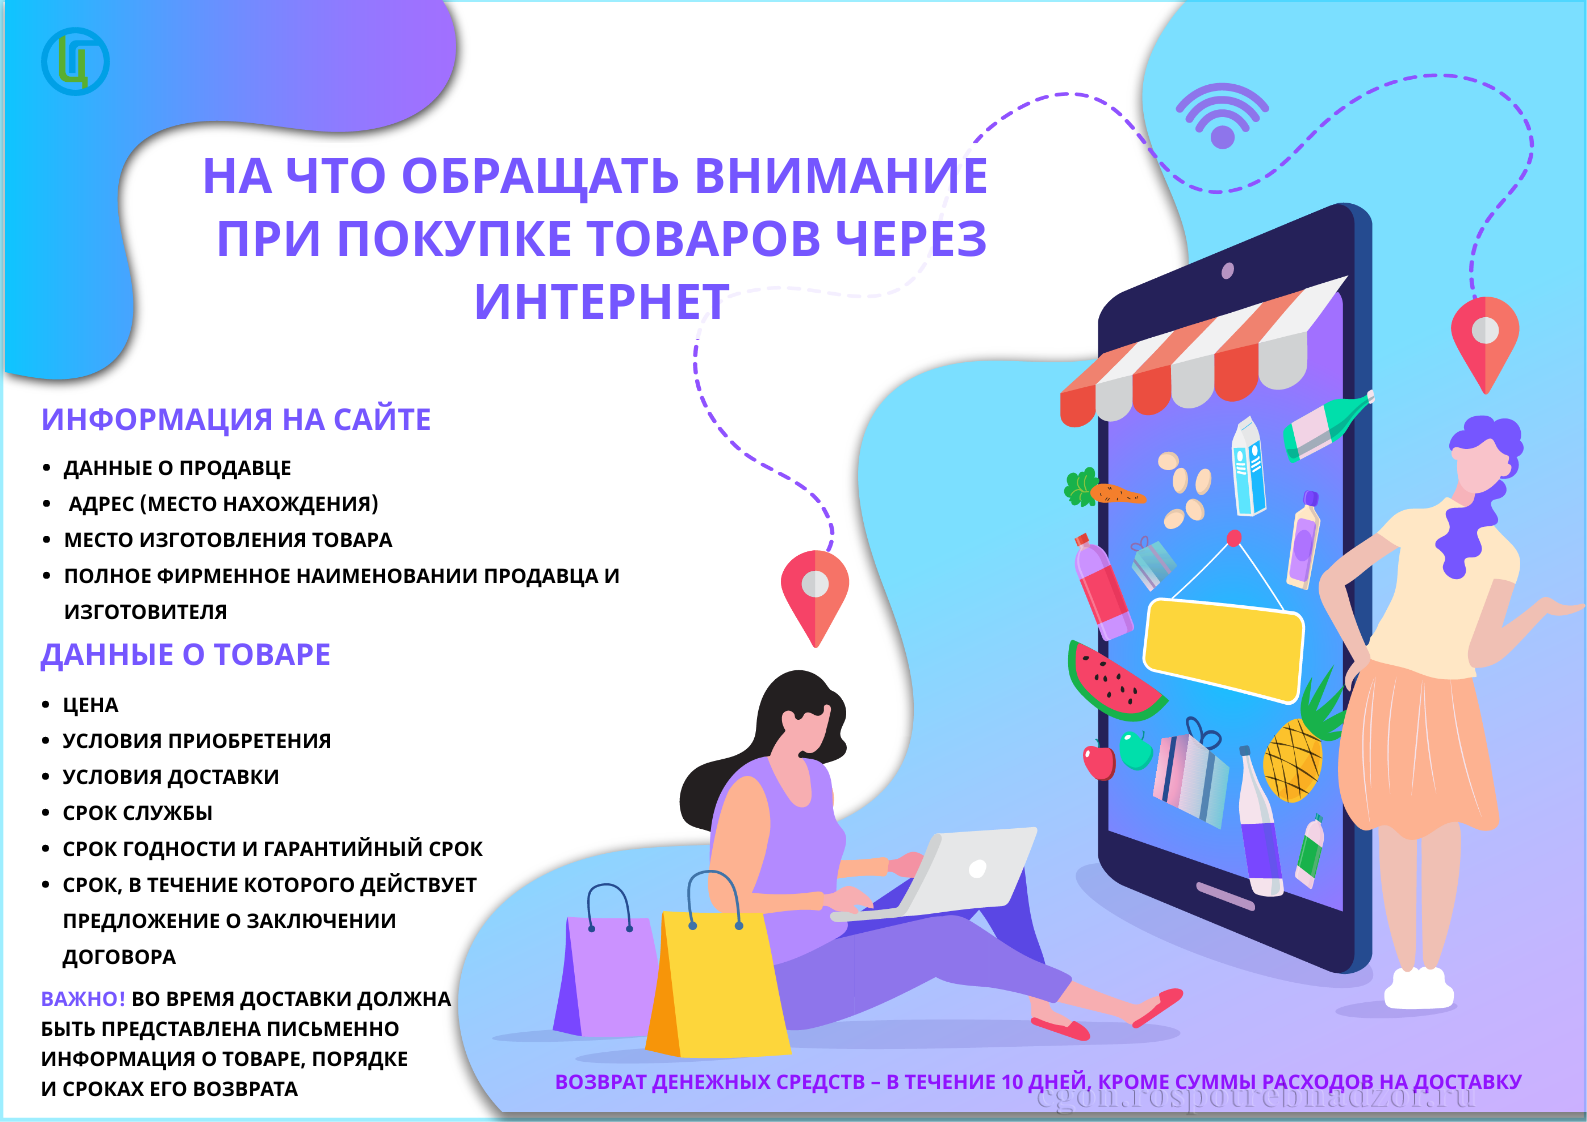 НА ЧТО ОБРАЩАТЬ ВНИМАНИЕ
ПРИ ПОКУПКЕ ТОВАРОВ ЧЕРЕЗ
ИНТЕРНЕТ
ИНФОРМАЦИЯ НА САЙТЕ
• ДАННЫЕ О ПРОДАВЦЕ
• АДРЕС (МЕСТО НАХОЖДЕНИЯ)
• МЕСТО ИЗГОТОВЛЕНИЯ ТОВАРА
• ПОЛНОЕ ФИРМЕННОЕ НАИМЕНОВАНИИ ПРОДАВЦА И
ИЗГОТОВИТЕЛЯ
ДАННЫЕ О ТОВАРЕ
• ЦЕНА
• УСЛОВИЯ ПРИОБРЕТЕНИЯ
• УСЛОВИЯ ДОСТАВКИ
• СРОК СЛУЖБЫ
• СРОК ГОДНОСТИ И ГАРАНТИЙНЫЙ СРОК
• СРОК, В ТЕЧЕНИЕ КОТОРОГО ДЕЙСТВУЕТ
ПРЕДЛОЖЕНИЕ О ЗАКЛЮЧЕНИИ
ДОГОВОРА
ВАЖНО! ВО ВРЕМЯ ДОСТАВКИ ДОЛЖНА
БЫТЬ ПРЕДСТАВЛЕНА ПИСЬМЕННО
ИНФОРМАЦИЯ О ТОВАРЕ, ПОРЯДКЕ
И СРОКАХ ЕГО ВОЗВРАТА
ВОЗВРАТ ДЕНЕЖНЫХ СРЕДСТВ – В ТЕЧЕНИЕ 10 ДНЕЙ, КРОМЕ СУММЫ РАСХОДОВ НА ДОСТАВКУ
cgon.rospotrebnadzor.ru